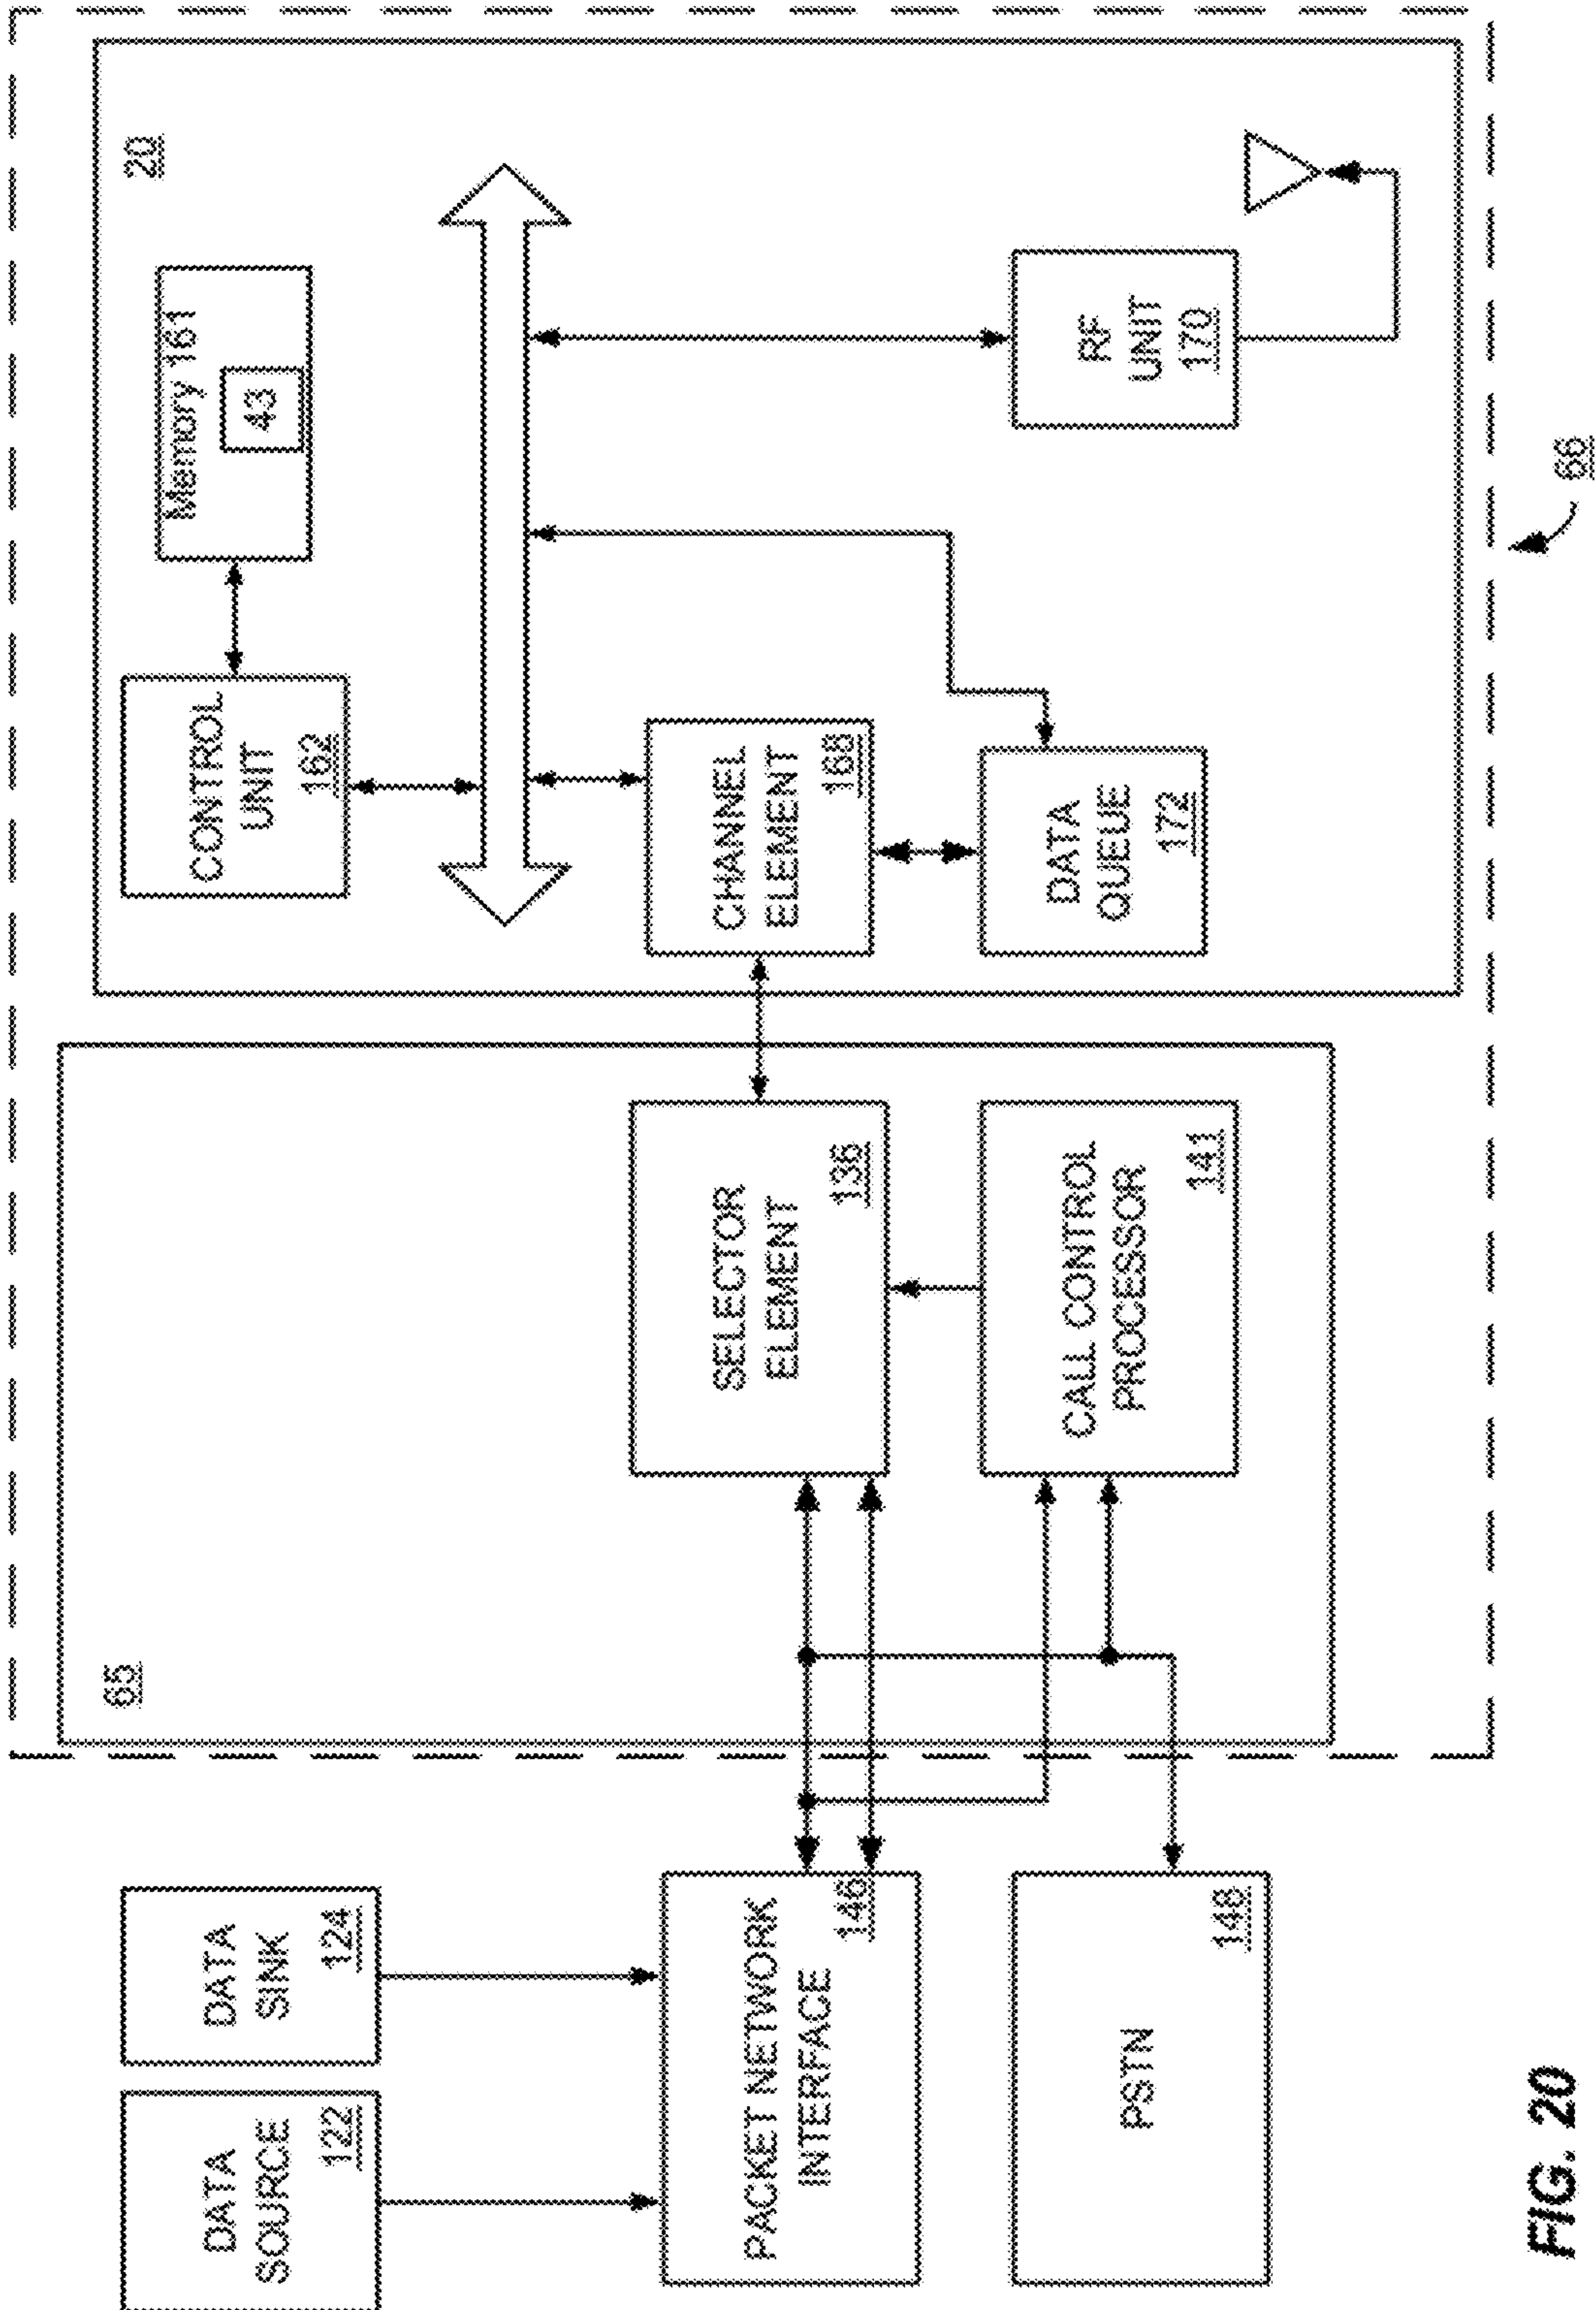 DATA
SOURCE
122
DATA
SINK
124
PACKET NETWORK
INTERFACE
146
PSTN
148
65
SELECTOR
ELEMENT
136
CALL CONTROL
PROCESSOR
141
20
CONTROL
UNIT
162
Memory 161
43
CHANNEL
ELEMENT
168
DATA
QUEUE
172
RF
UNIT
170
66
FIG. 20